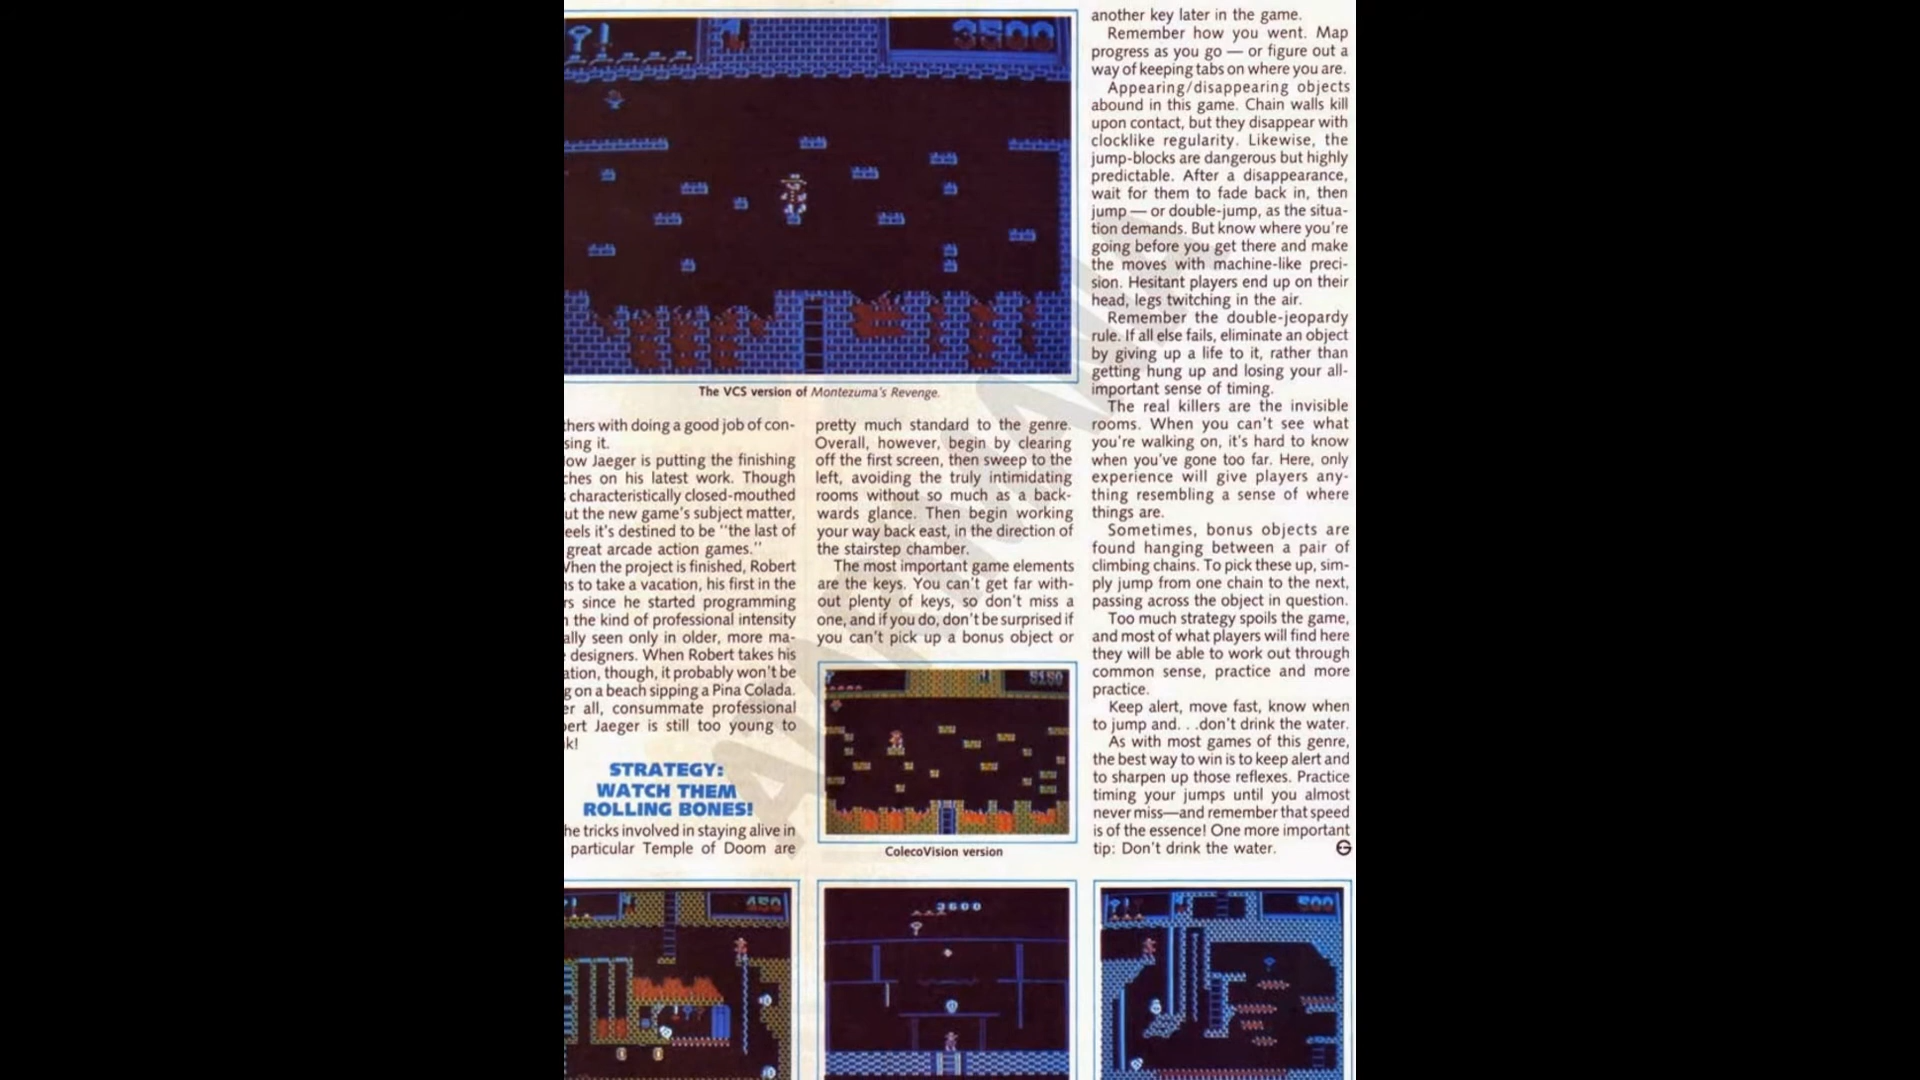 3500
The VCS version of Montezuma's Revenge.
thers with doing a good job of con-
sing it.
ow Jaeger is putting the finishing
ches on his latest work. Though
characteristically closed-mouthed
ut the new game's subject matter,
eels it's destined to be "the last of
great arcade action games."
When the project is finished, Robert
ns to take a vacation, his first in the
rs since he started programming
the kind of professional intensity
ally seen only in older, more ma-
designers. When Robert takes his
ation, though, it probably won't be
g on a beach sipping a Pina Colada.
er all, consummate professional
bert Jaeger is still too young to
k!
STRATEGY:
WATCH THEM
ROLLING BONES!
he tricks involved in staying alive in
particular Temple of Doom are
pretty much standard to the genre.
Overall, however, begin by clearing
off the first screen, then sweep to the
left, avoiding the truly intimidating
rooms without so much as a back-
wards glance. Then begin working
your way back east, in the direction of
the stairstep chamber.
The most important game elements
are the keys. You can't get far with-
out plenty of keys, so don't miss a
one, and if you do, don't be surprised if
you can't pick up a bonus object or
5150
ColecoVision version
another key later in the game.
Remember how you went. Map
progress as you go — or figure out a
way of keeping tabs on where you are.
Appearing/disappearing objects
abound in this game. Chain walls kill
upon contact, but they disappear with
clocklike regularity. Likewise, the
jump-blocks are dangerous but highly
predictable. After a disappearance,
wait for them to fade back in, then
jump — or double-jump, as the situa-
tion demands. But know where you're
going before you get there and make
the moves with machine-like preci-
sion. Hesitant players end up on their
head, legs twitching in the air.
Remember the double-jeopardy
rule. If all else fails, eliminate an object
by giving up a life to it, rather than
getting hung up and losing your all-
important sense of timing.
The real killers are the invisible
rooms. When you can't see what
you're walking on, it's hard to know
when you've gone too far. Here, only
experience will give players any-
thing resembling a sense of where
things are.
Sometimes, bonus objects are
found hanging between a pair of
climbing chains. To pick these up, sim-
ply jump from one chain to the next,
passing across the object in question.
Too much strategy spoils the game,
and most of what players will find here
they will be able to work out through
common sense, practice and more
practice.
Keep alert, move fast, know when
to jump and. . .don't drink the water.
As with most games of this genre,
the best way to win is to keep alert and
to sharpen up those reflexes. Practice
timing your jumps until you almost
never miss—and remember that speed
is of the essence! One more important
tip: Don't drink the water.
450
3600
500